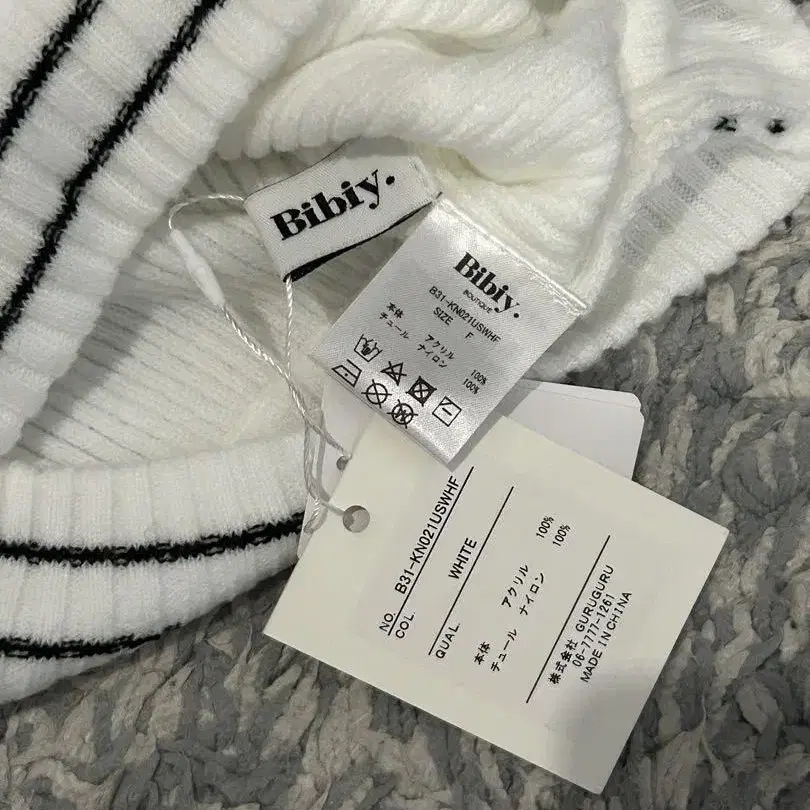 Bibiy.
Bibiy.
BOUTIQUE
B31-KN021USWHF
SIZE F
本体 アクリル 100%
チュール ナイロン 100%
NO. B31-KN021USWHF
COL WHITE
QUAL
本体 アクリル 100%
チュール ナイロン 100%
株式会社 GURUGURU
06-7777-1261
MADE IN CHINA